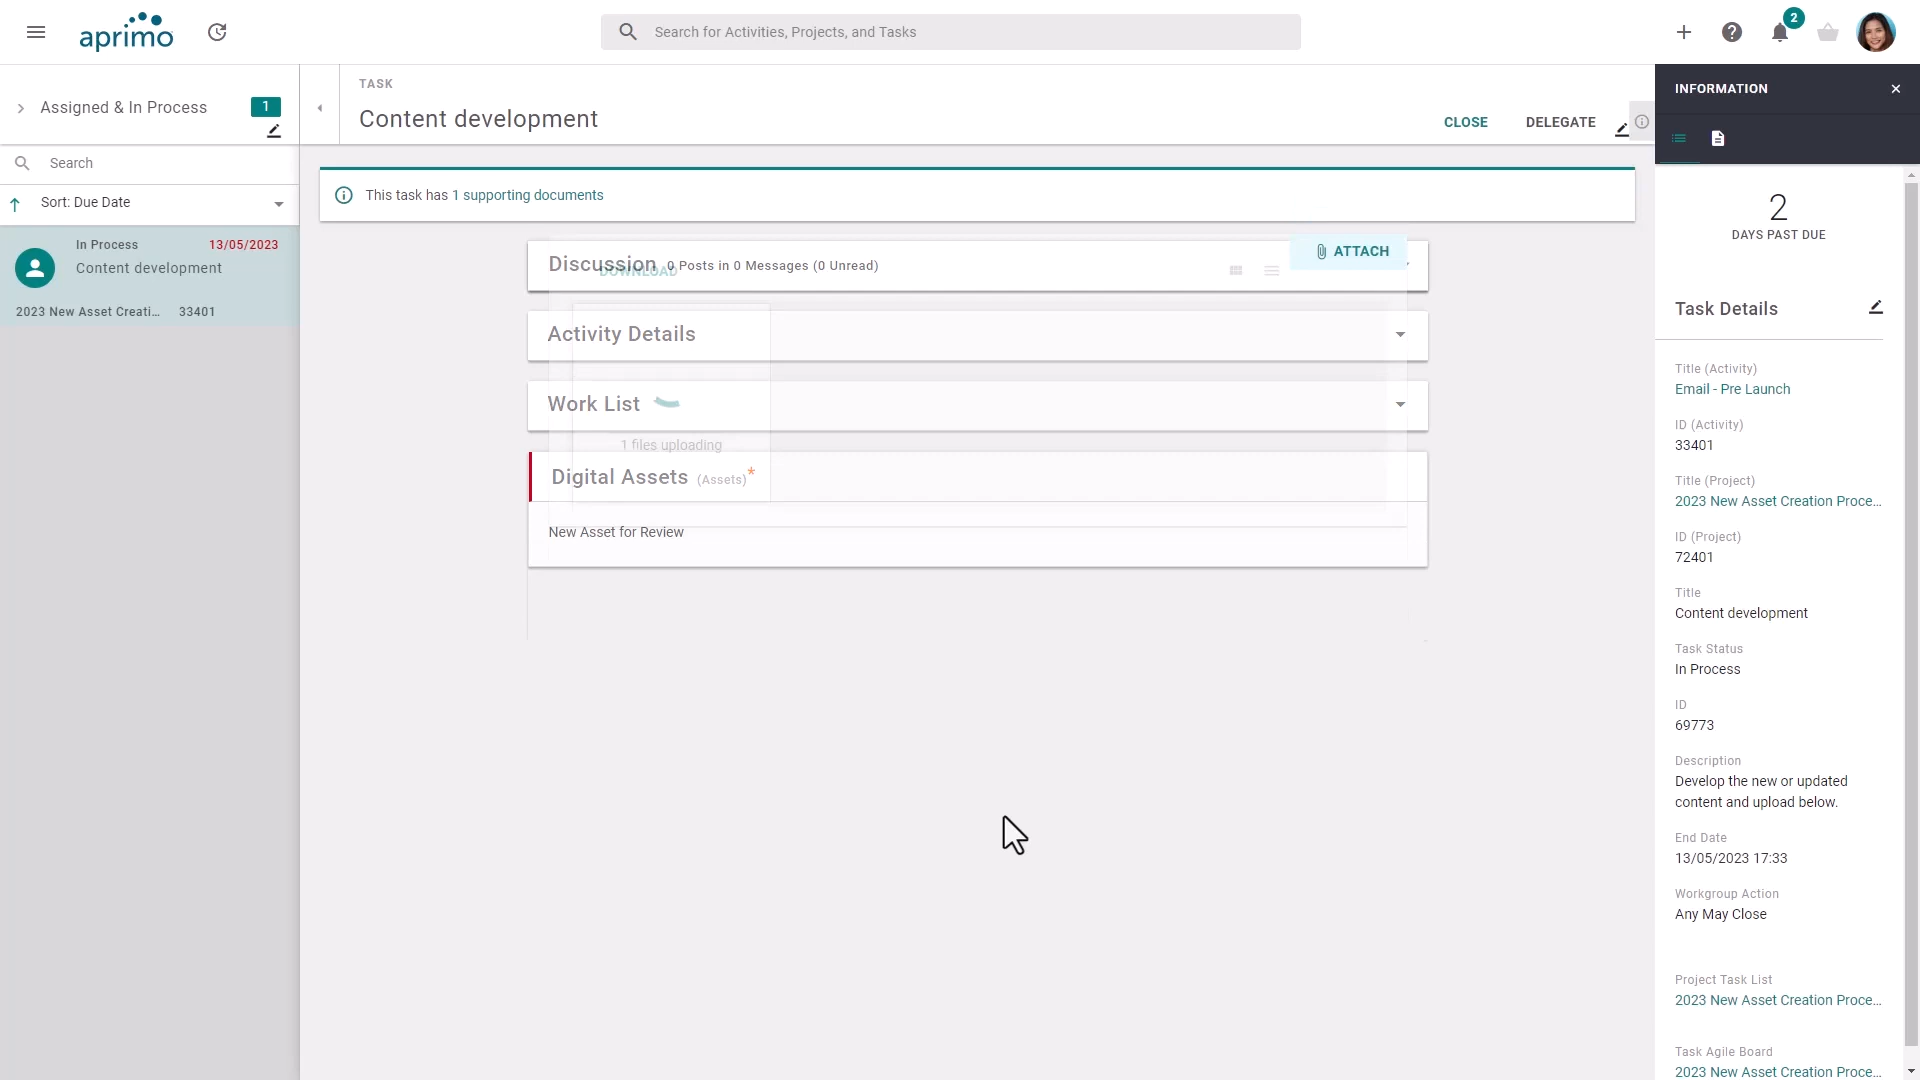 aprimo
Search for Activities, Projects, and Tasks
2
Assigned & In Process
1
Search
Sort: Due Date
In Process
13/05/2023
Content development
2023 New Asset Creati...
33401
TASK
Content development
CLOSE
DELEGATE
This task has 1 supporting documents
Discussion 0 Posts in 0 Messages (0 Unread)
DOWNLOAD
ATTACH
Activity Details
Work List
1 files uploading
Digital Assets (Assets)*
New Asset for Review
INFORMATION
2
DAYS PAST DUE
Task Details
Title (Activity)
Email - Pre Launch
ID (Activity)
33401
Title (Project)
2023 New Asset Creation Proce...
ID (Project)
72401
Title
Content development
Task Status
In Process
ID
69773
Description
Develop the new or updated
content and upload below.
End Date
13/05/2023 17:33
Workgroup Action
Any May Close
Project Task List
2023 New Asset Creation Proce...
Task Agile Board
2023 New Asset Creation Proce...